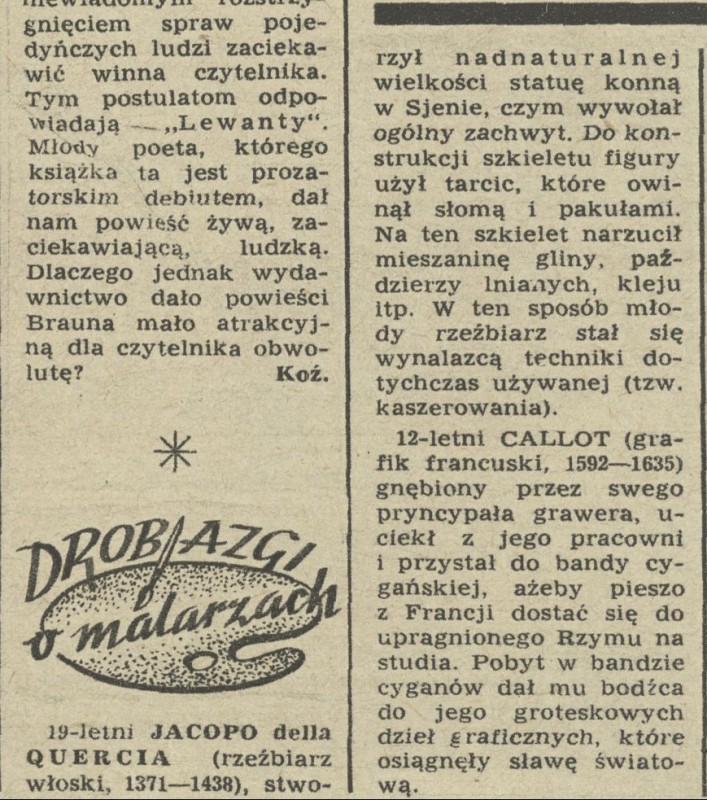 niewiadomym rozstrzy-
gnięciem spraw poje-
dyńczych ludzi zacieka-
wić winna czytelnika.
Tym postulatom odpo-
wiadają — „Lewanty".
Młody poeta, którego
książka ta jest proza-
torskim debiutem, dał
nam powieść żywą, za-
ciekawiającą, ludzką.
Dlaczego jednak wyda-
wnictwo dało powieści
Brauna mało atrakcyj-
ną dla czytelnika obwo-
lutę? Koź.
DROBIAZGI
o malarzach
19-letni JACOPO della
QUERCIA (rzeźbiarz
włoski, 1371—1438), stwo-
rzył nadnaturalnej
wielkości statuę konną
w Sjenie, czym wywołał
ogólny zachwyt. Do kon-
strukcji szkieletu figury
użył tarcic, które owi-
nął słomą i pakułami.
Na ten szkielet narzucił
mieszaninę gliny, paź-
dzierzy lnianych, kleju
itp. W ten sposób mło-
dy rzeźbiarz stał się
wynalazcą techniki do-
tychczas używanej (tzw.
kaszerowania).
12-letni CALLOT (gra-
fik francuski, 1592—1635)
gnębiony przez swego
pryncypała grawera, u-
ciekł z jego pracowni
i przystał do bandy cy-
gańskiej, ażeby pieszo
z Francji dostać się do
upragnionego Rzymu na
studia. Pobyt w bandzie
cyganów dał mu bodźca
do jego groteskowych
dzieł graficznych, które
osiągnęły sławę świato-
wą.